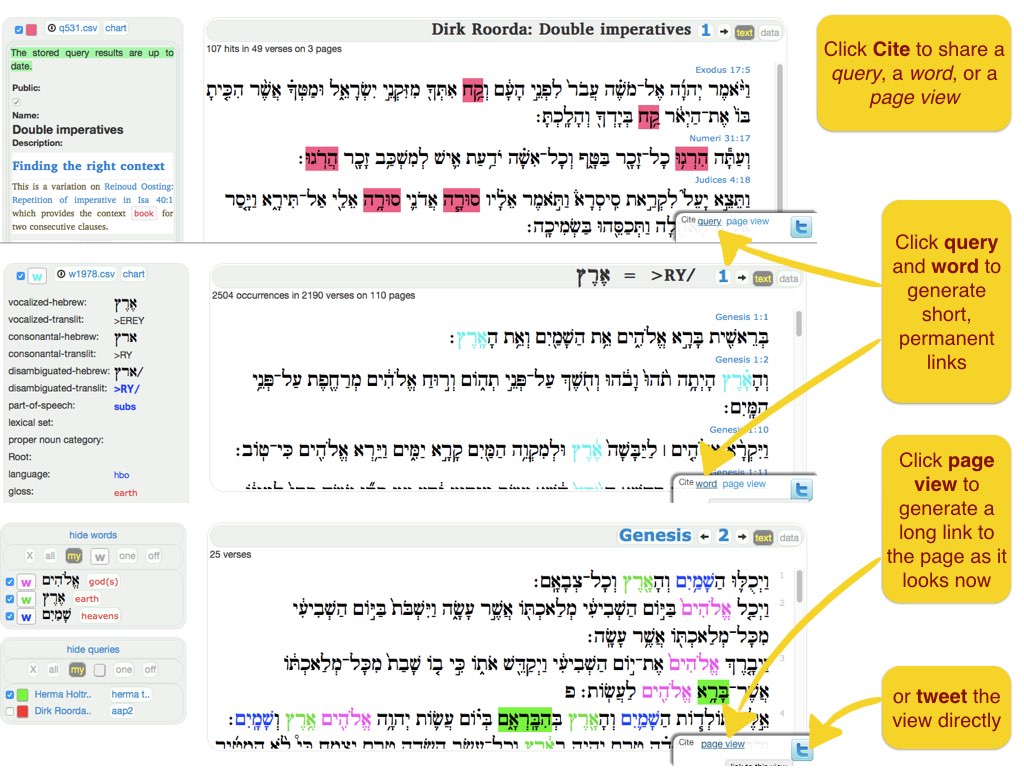 q531.csv chart
The stored query results are up to
date.
Public:
Name:
Double imperatives
Description:
Finding the right context
This is a variation on Reinoud Oosting:
Repetition of imperative in Isa 40:1
which provides the context book for
two consecutive clauses.
Dirk Roorda: Double imperatives 1 text data
107 hits in 49 verses on 3 pages
Exodus 17:5
וַיֹּ֨אמֶר יְהוָ֜ה אֶל־מֹשֶׁ֗ה עֲבֹר֙ לִפְנֵ֣י הָעָ֔ם וְקַ֥ח אִתְּךָ֖ מִזִּקְנֵ֣י יִשְׂרָאֵ֑ל וּמַטְּךָ֗ אֲשֶׁ֨ר הִכִּ֤יתָ
בּוֹ֙ אֶת־הַיְאֹ֔ר קַ֥ח בְּיָדְךָ֖ וְהָלָֽכְתָּ׃
Numeri 31:17
וְעַתָּ֕ה הִרְג֥וּ כָל־זָכָ֖ר בַּטָּ֑ף וְכָל־אִשָּׁ֗ה יֹדַ֥עַת אִ֛ישׁ לְמִשְׁכַּ֥ב זָכָ֖ר הֲרֹֽגוּ׃
Judices 4:18
וַתֵּצֵ֣א יָעֵל֮ לִקְרַ֣את סִֽיסְרָא֒ וַתֹּ֣אמֶר אֵלָ֗יו סוּרָ֧ה אֲדֹנִ֛י סוּרָ֥ה אֵלַ֖י אַל־תִּירָ֑א וַיָּ֤סַר
וַתְּכַסֵּ֖הוּ בַּשְּׂמִיכָֽה׃
Cite query page view
Click Cite to share a
query, a word, or a
page view
w w1978.csv chart
vocalized-hebrew: אֶרֶץ
vocalized-translit: >EREY
consonantal-hebrew: ארץ
consonantal-translit: >RY
disambiguated-hebrew: ארץ/
disambiguated-translit: >RY/
part-of-speech: subs
lexical set:
proper noun category:
Root:
language: hbo
gloss: earth
אֶרֶץ = >RY/ 1 text data
2504 occurrences in 2190 verses on 110 pages
Genesis 1:1
בְּרֵאשִׁ֖ית בָּרָ֣א אֱלֹהִ֑ים אֵ֥ת הַשָּׁמַ֖יִם וְאֵ֥ת הָאָֽרֶץ׃
Genesis 1:2
וְהָאָ֗רֶץ הָיְתָ֥ה תֹ֙הוּ֙ וָבֹ֔הוּ וְחֹ֖שֶׁךְ עַל־פְּנֵ֣י תְהֹ֑ום וְר֣וּחַ אֱלֹהִ֔ים מְרַחֶ֖פֶת עַל־פְּנֵ֥י
הַמָּֽיִם׃
Genesis 1:10
וַיִּקְרָ֨א אֱלֹהִ֤ים ׀ לַיַּבָּשָׁה֙ אֶ֔רֶץ וּלְמִקְוֵ֥ה הַמַּ֖יִם קָרָ֣א יַמִּ֑ים וַיַּ֥רְא אֱלֹהִ֖ים כִּי־טֽוֹב׃
Genesis 1:11
Cite word page view
Click query
and word to
generate
short,
permanent
links
hide words
X all my w one off
w אֱלֹהִים god(s)
w אֶרֶץ earth
w שָׁמַיִם heavens
hide queries
X all my one off
Herma Holtr.. herma t..
Dirk Roorda.. aap2
Genesis 2 text data
25 verses
1 וַיְכֻלּ֛וּ הַשָּׁמַ֥יִם וְהָאָ֖רֶץ וְכָל־צְבָאָֽם׃
2 וַיְכַ֤ל אֱלֹהִים֙ בַּיּ֣וֹם הַשְּׁבִיעִ֔י מְלַאכְתּ֖וֹ אֲשֶׁ֣ר עָשָׂ֑ה וַיִּשְׁבֹּת֙ בַּיּ֣וֹם הַשְּׁבִיעִ֔י
מִכָּל־מְלַאכְתּ֖וֹ אֲשֶׁ֥ר עָשָֽׂה׃
3 וַיְבָ֤רֶךְ אֱלֹהִים֙ אֶת־י֣וֹם הַשְּׁבִיעִ֔י וַיְקַדֵּ֖שׁ אֹת֑וֹ כִּ֣י ב֤וֹ שָׁבַת֙ מִכָּל־מְלַאכְתּ֔וֹ
אֲשֶׁר־בָּרָ֥א אֱלֹהִ֖ים לַעֲשֽׂוֹת׃ פ
4 תוֹלְד֧וֹת הַשָּׁמַ֛יִם וְהָאָ֖רֶץ בְּהִבָּֽרְאָ֑ם בְּי֗וֹם עֲשׂ֛וֹת יְהוָ֥ה אֱלֹהִ֖ים אֶ֥רֶץ וְשָׁמָֽיִם׃
Cite page view
link to this view
Click page
view to
generate a
long link to
the page as it
looks now
or tweet the
view directly